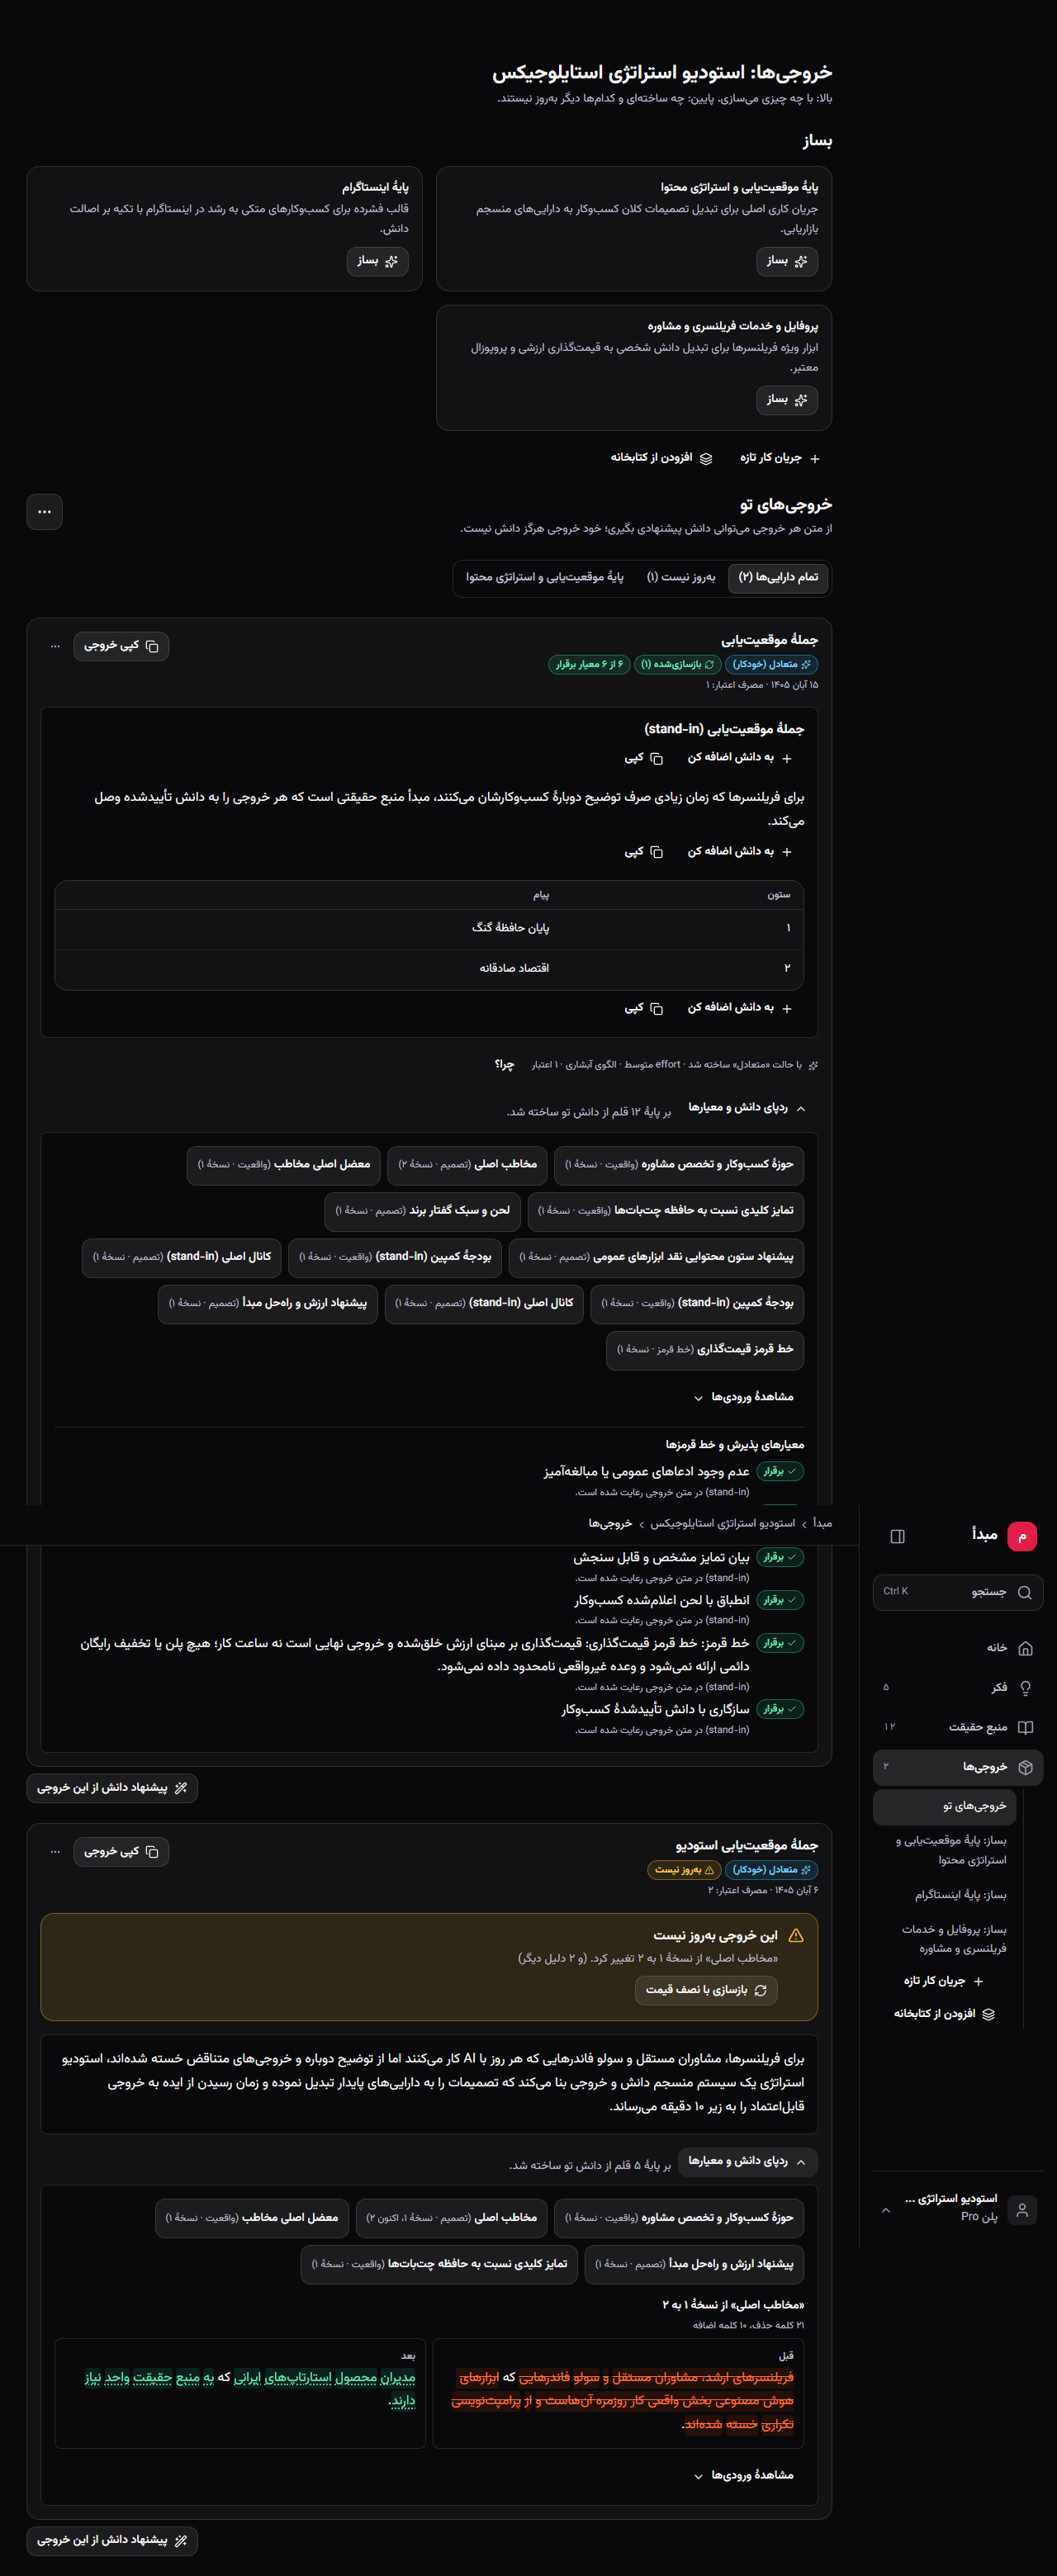 خروجی‌ها: استودیو استراتژی استایلوجیکس
بالا: با چه چیزی می‌سازی. پایین: چه ساخته‌ای و کدام‌ها دیگر به‌روز نیستند.
بساز
پایهٔ موقعیت‌یابی و استراتژی محتوا
جریان کاری اصلی برای تبدیل تصمیمات کلان کسب‌وکار به دارایی‌های منسجم
بازاریابی.
بساز
پایهٔ اینستاگرام
قالب فشرده برای کسب‌وکارهای متکی به رشد در اینستاگرام با تکیه بر اصالت
دانش.
بساز
پروفایل و خدمات فریلنسری و مشاوره
ابزار ویژه فریلنسرها برای تبدیل دانش شخصی به قیمت‌گذاری ارزشی و پروپوزال
معتبر.
بساز
جریان کار تازه
افزودن از کتابخانه
خروجی‌های تو
از متن هر خروجی می‌توانی دانش پیشنهادی بگیری؛ خود خروجی هرگز دانش نیست.
تمام دارایی‌ها (۲)
به‌روز نیست (۱)
پایهٔ موقعیت‌یابی و استراتژی محتوا
جملهٔ موقعیت‌یابی
کپی خروجی
متعادل (خودکار)
بازسازی‌شده (۱)
۶ از ۶ معیار برقرار
۱۵ آبان ۱۴۰۵ · مصرف اعتبار: ۱
جملهٔ موقعیت‌یابی (stand-in)
به دانش اضافه کن
کپی
برای فریلنسرها که زمان زیادی صرف توضیح دوبارهٔ کسب‌وکارشان می‌کنند، مبدأ منبع حقیقتی است که هر خروجی را به دانش تأییدشده وصل
می‌کند.
به دانش اضافه کن
کپی
ستون
پیام
۱
پایان حافظهٔ گنگ
۲
اقتصاد صادقانه
به دانش اضافه کن
کپی
با حالت «متعادل» ساخته شد · effort متوسط · الگوی آبشاری · ۱ اعتبار
چرا؟
ردپای دانش و معیارها
بر پایهٔ ۱۲ قلم از دانش تو ساخته شد.
حوزهٔ کسب‌وکار و تخصص مشاوره (واقعیت · نسخهٔ ۱)
مخاطب اصلی (تصمیم · نسخهٔ ۲)
معضل اصلی مخاطب (واقعیت · نسخهٔ ۱)
تمایز کلیدی نسبت به حافظه چت‌بات‌ها (واقعیت · نسخهٔ ۱)
لحن و سبک گفتار برند (تصمیم · نسخهٔ ۱)
پیشنهاد ستون محتوایی نقد ابزارهای عمومی (تصمیم · نسخهٔ ۱)
بودجهٔ کمپین (stand-in) (واقعیت · نسخهٔ ۱)
کانال اصلی (stand-in) (تصمیم · نسخهٔ ۱)
بودجهٔ کمپین (stand-in) (واقعیت · نسخهٔ ۱)
کانال اصلی (stand-in) (تصمیم · نسخهٔ ۱)
پیشنهاد ارزش و راه‌حل مبدأ (تصمیم · نسخهٔ ۱)
خط قرمز قیمت‌گذاری (خط قرمز · نسخهٔ ۱)
مشاهدهٔ ورودی‌ها
معیارهای پذیرش و خط قرمزها
برقرار
عدم وجود ادعاهای عمومی یا مبالغه‌آمیز
(stand-in) در متن خروجی رعایت شده است.
مبدأ
استودیو استراتژی استایلوجیکس
خروجی‌ها
برقرار
بیان تمایز مشخص و قابل سنجش
(stand-in) در متن خروجی رعایت شده است.
برقرار
انطباق با لحن اعلام‌شده کسب‌وکار
(stand-in) در متن خروجی رعایت شده است.
برقرار
خط قرمز: خط قرمز قیمت‌گذاری: قیمت‌گذاری بر مبنای ارزش خلق‌شده و خروجی نهایی است نه ساعت کار؛ هیچ پلن یا تخفیف رایگان
دائمی ارائه نمی‌شود و وعده غیرواقعی نامحدود داده نمی‌شود.
(stand-in) در متن خروجی رعایت شده است.
برقرار
سازگاری با دانش تأییدشدهٔ کسب‌وکار
(stand-in) در متن خروجی رعایت شده است.
پیشنهاد دانش از این خروجی
جملهٔ موقعیت‌یابی استودیو
کپی خروجی
متعادل (خودکار)
به‌روز نیست
۶ آبان ۱۴۰۵ · مصرف اعتبار: ۲
این خروجی به‌روز نیست
«مخاطب اصلی» از نسخهٔ ۱ به ۲ تغییر کرد. (و ۲ دلیل دیگر)
بازسازی با نصف قیمت
برای فریلنسرها، مشاوران مستقل و سولو فاندرهایی که هر روز با AI کار می‌کنند اما از توضیح دوباره و خروجی‌های متناقض خسته شده‌اند، استودیو
استراتژی یک سیستم منسجم دانش و خروجی بنا می‌کند که تصمیمات را به دارایی‌های پایدار تبدیل نموده و زمان رسیدن از ایده به خروجی
قابل‌اعتماد را به زیر ۱۰ دقیقه می‌رساند.
ردپای دانش و معیارها
بر پایهٔ ۵ قلم از دانش تو ساخته شد.
حوزهٔ کسب‌وکار و تخصص مشاوره (واقعیت · نسخهٔ ۱)
مخاطب اصلی (تصمیم · نسخهٔ ۱، اکنون ۲)
معضل اصلی مخاطب (واقعیت · نسخهٔ ۱)
پیشنهاد ارزش و راه‌حل مبدأ (تصمیم · نسخهٔ ۱)
تمایز کلیدی نسبت به حافظه چت‌بات‌ها (واقعیت · نسخهٔ ۱)
«مخاطب اصلی» از نسخهٔ ۱ به ۲
۲۱ کلمه حذف، ۱۰ کلمه اضافه
قبل
فریلنسرهای ارشد، مشاوران مستقل و سولو فاندرهایی که ابزارهای
هوش مصنوعی بخش واقعی کار روزمره آن‌هاست و از پرامپت‌نویسی
تکراری خسته شده‌اند.
بعد
مدیران محصول استارتاپ‌های ایرانی که به منبع حقیقت واحد نیاز
دارند.
مشاهدهٔ ورودی‌ها
پیشنهاد دانش از این خروجی
م
مبدأ
جستجو
Ctrl K
خانه
فکر
۵
منبع حقیقت
۱۲
خروجی‌ها
۲
خروجی‌های تو
بساز: پایهٔ موقعیت‌یابی و
استراتژی محتوا
بساز: پایهٔ اینستاگرام
بساز: پروفایل و خدمات
فریلنسری و مشاوره
جریان کار تازه
افزودن از کتابخانه
استودیو استراتژی ...
پلن Pro